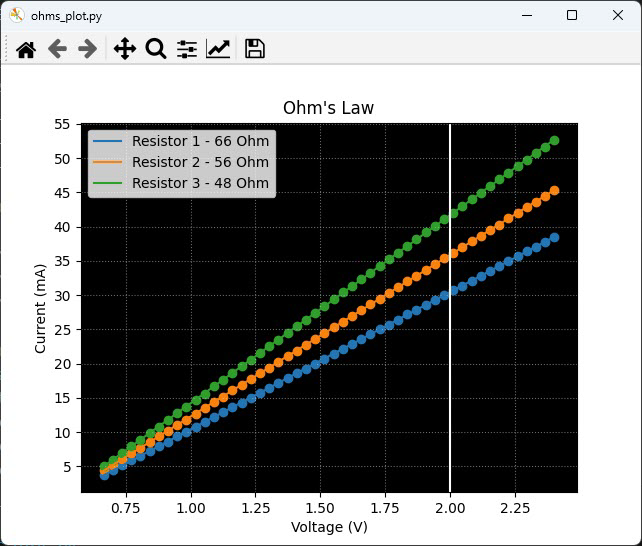 ohms_plot.py
Ohm's Law
55
50
45
40
35
30
25
20
15
10
5
Current (mA)
Resistor 1 - 66 Ohm
Resistor 2 - 56 Ohm
Resistor 3 - 48 Ohm
0.75 1.00 1.25 1.50 1.75 2.00 2.25
Voltage (V)